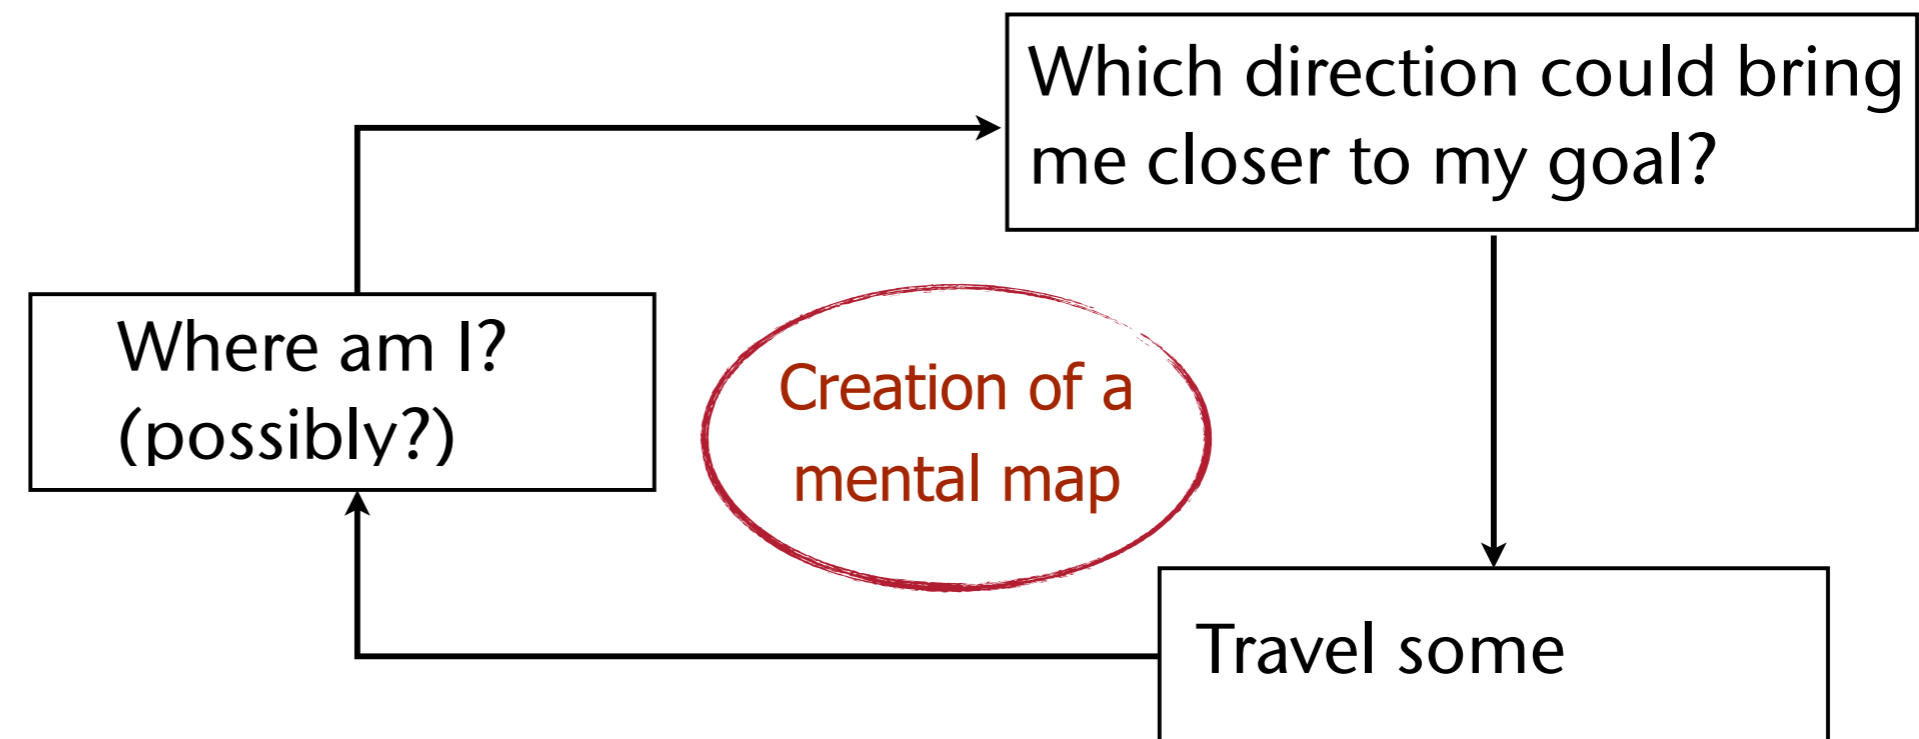 Which direction could bring
me closer to my goal?
Where am I?
(possibly?)
Creation of a
mental map
Travel some